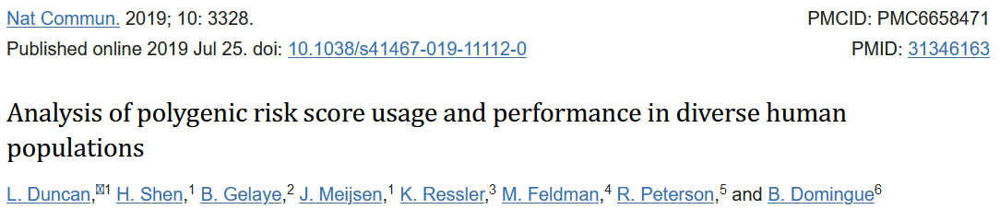 Nat Commun. 2019; 10: 3328. PMCID: PMC6658471
Published online 2019 Jul 25. doi: 10.1038/s41467-019-11112-0 PMID: 31346163
Analysis of polygenic risk score usage and performance in diverse human
populations
L. Duncan,✉1 H. Shen,1 B. Gelaye,2 J. Meijsen,1 K. Ressler,3 M. Feldman,4 R. Peterson,5 and B. Domingue6